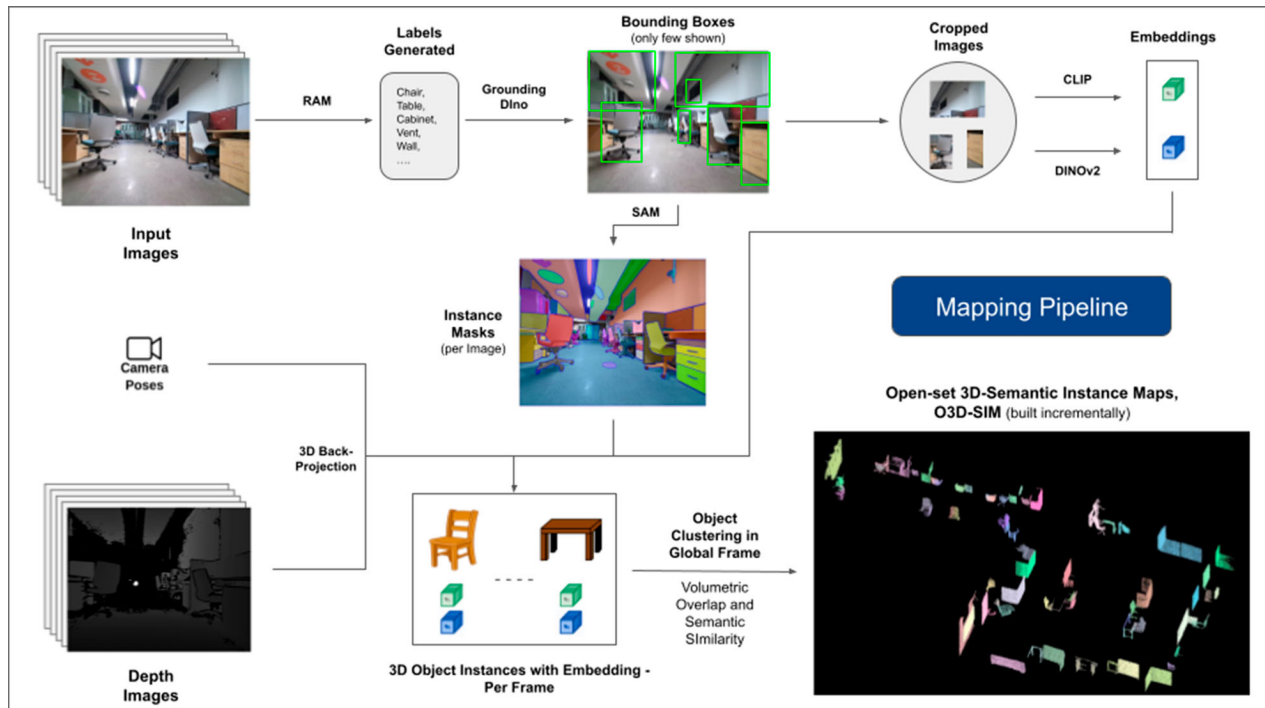 Labels
Generated
Bounding Boxes
(only few shown)
Cropped
Images
Embeddings
RAM
Chair,
Table,
Cabinet,
Vent,
Wall,
....
Grounding
DIno
CLIP
DINOv2
Input
Images
SAM
Instance
Masks
(per Image)
Mapping Pipeline
Camera
Poses
3D Back-
Projection
Open-set 3D-Semantic Instance Maps,
O3D-SIM (built incrementally)
Object
Clustering in
Global Frame
Volumetric
Overlap and
Semantic
SImilarity
Depth
Images
3D Object Instances with Embedding -
Per Frame